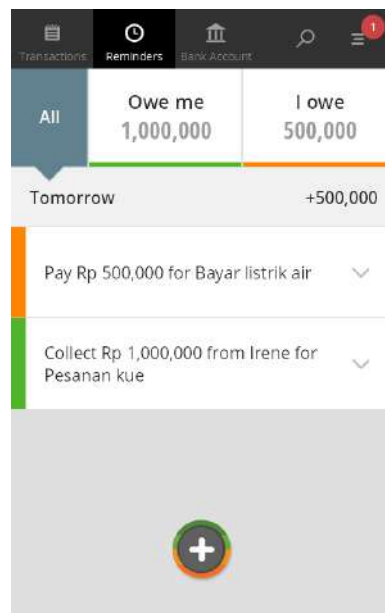 1
Transactions Reminders Bank Account
All
Owe me
1,000,000
I owe
500,000
Tomorrow +500,000
Pay Rp 500,000 for Bayar listrik air
Collect Rp 1,000,000 from Irene for
Pesanan kue